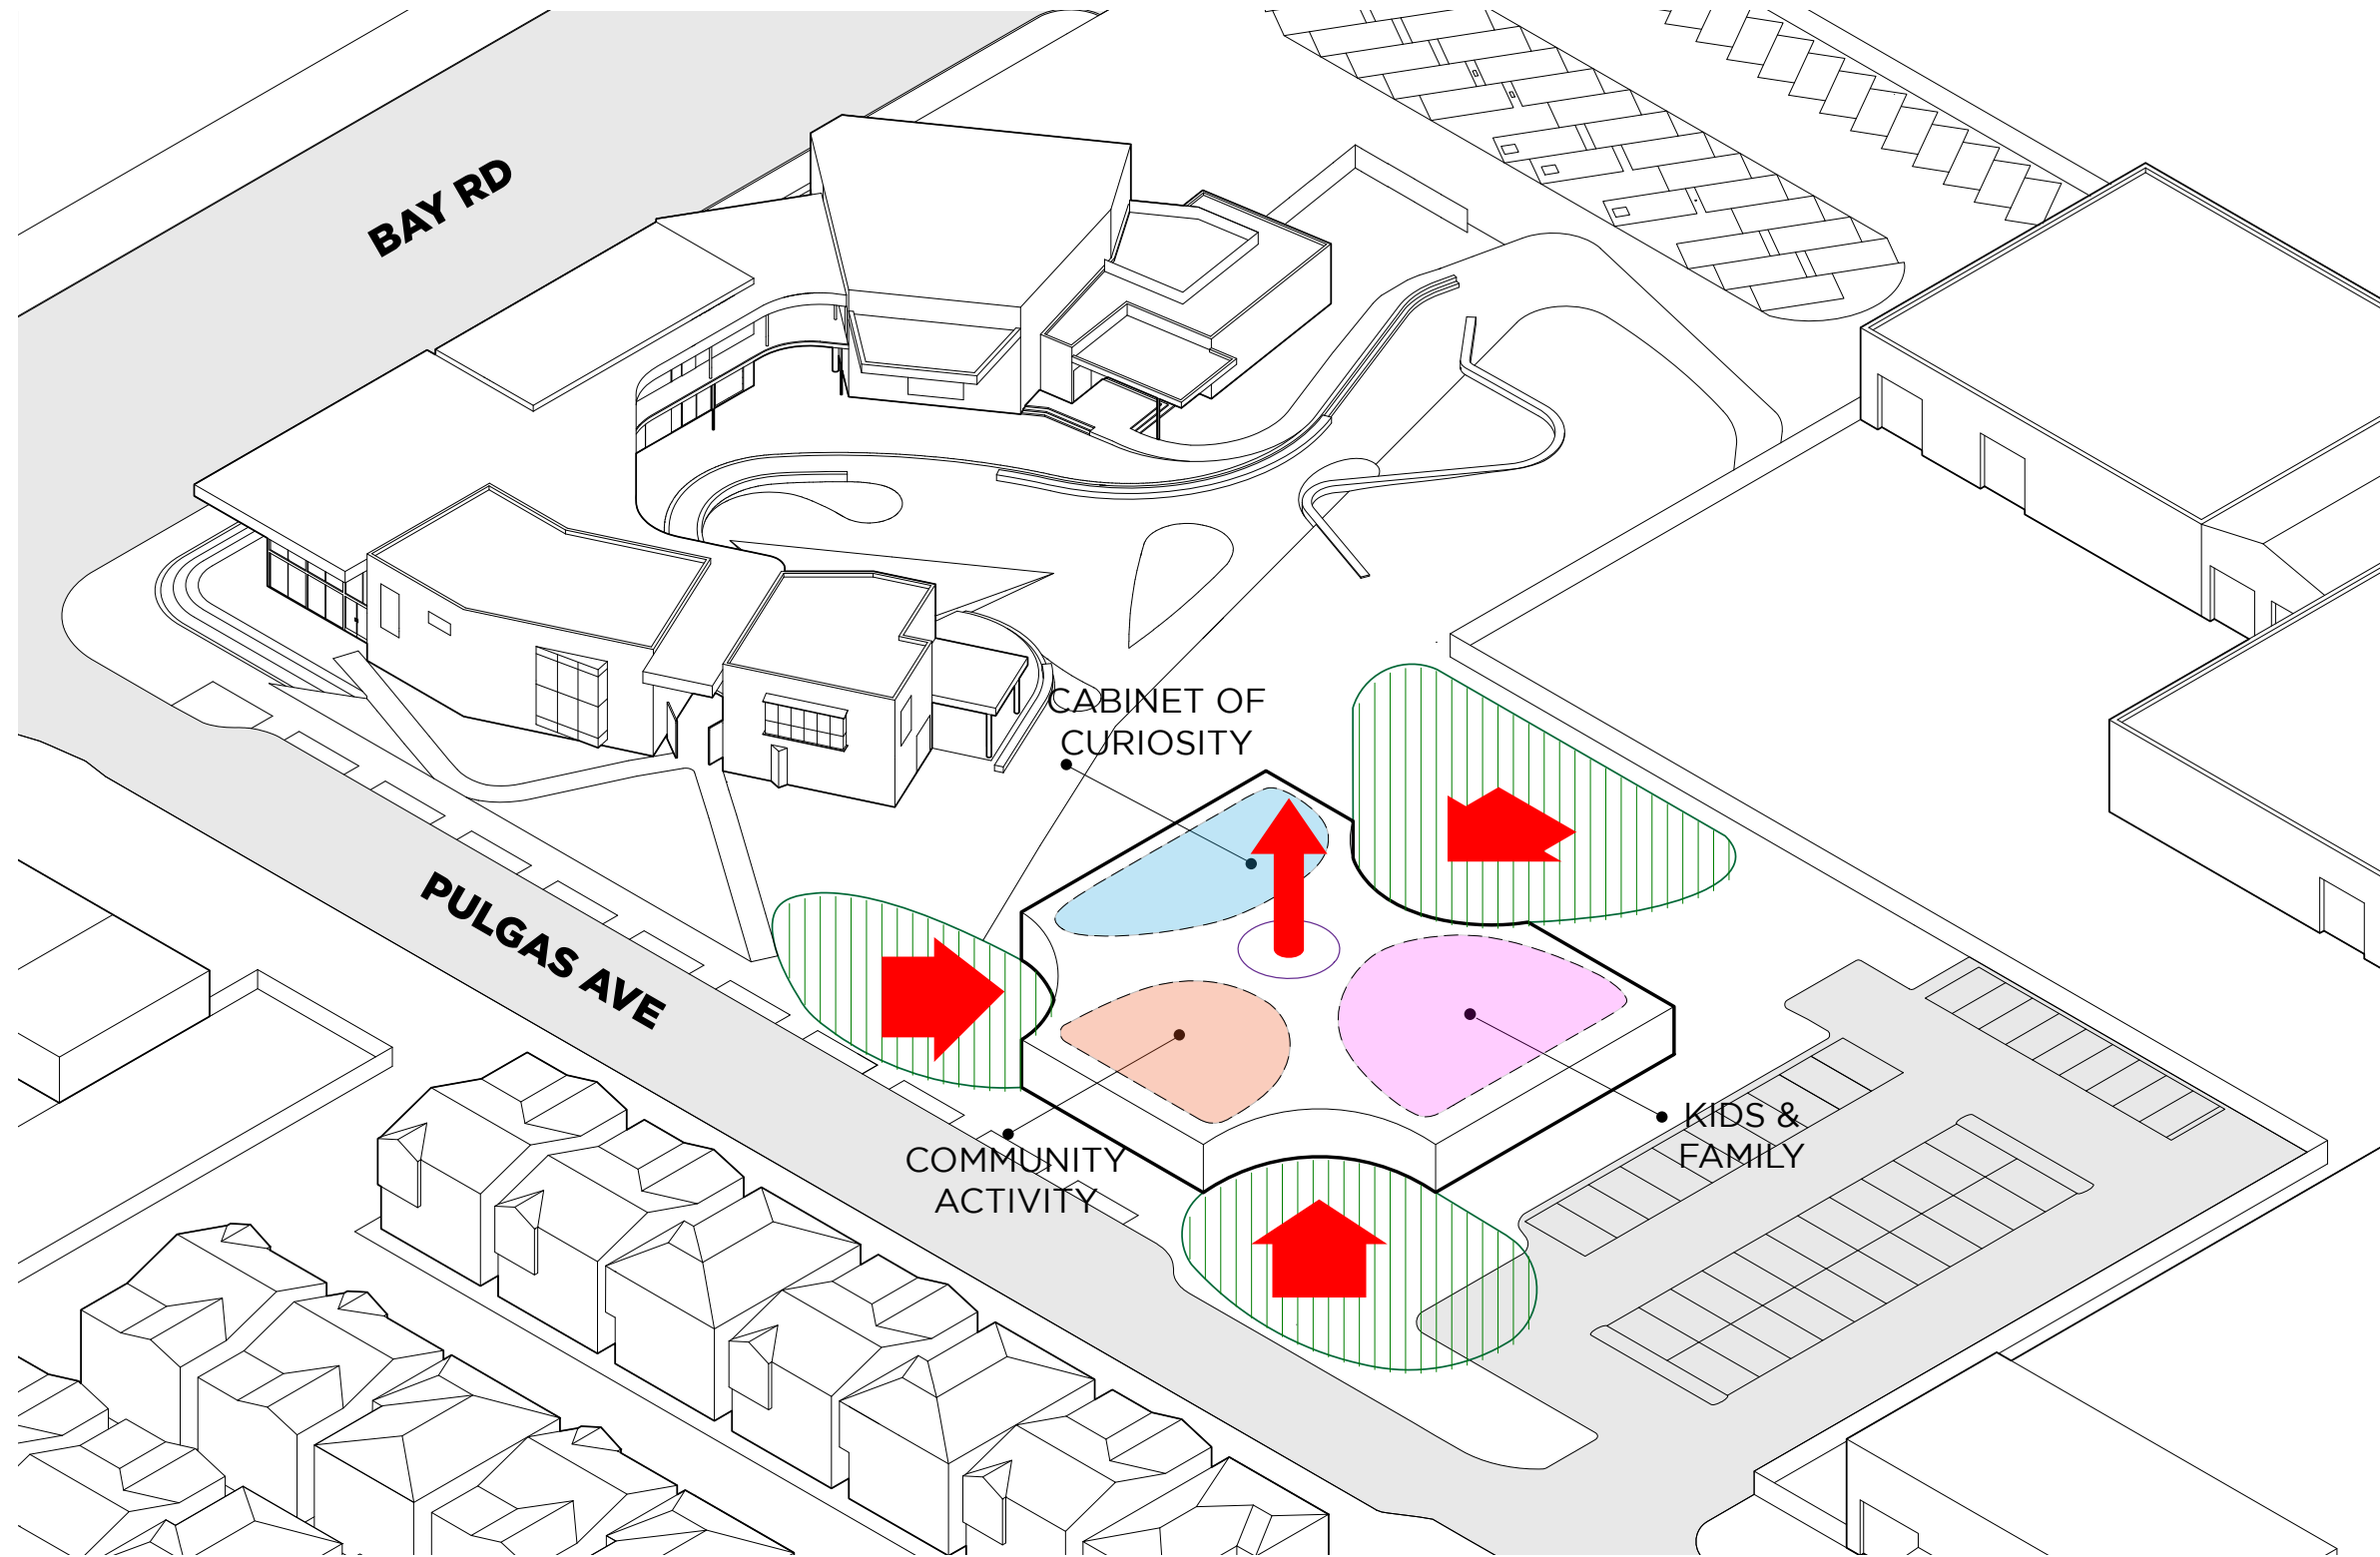 BAY RD
CABINET OF
CURIOSITY
PULGAS AVE
KIDS &
FAMILY
COMMUNITY
ACTIVITY